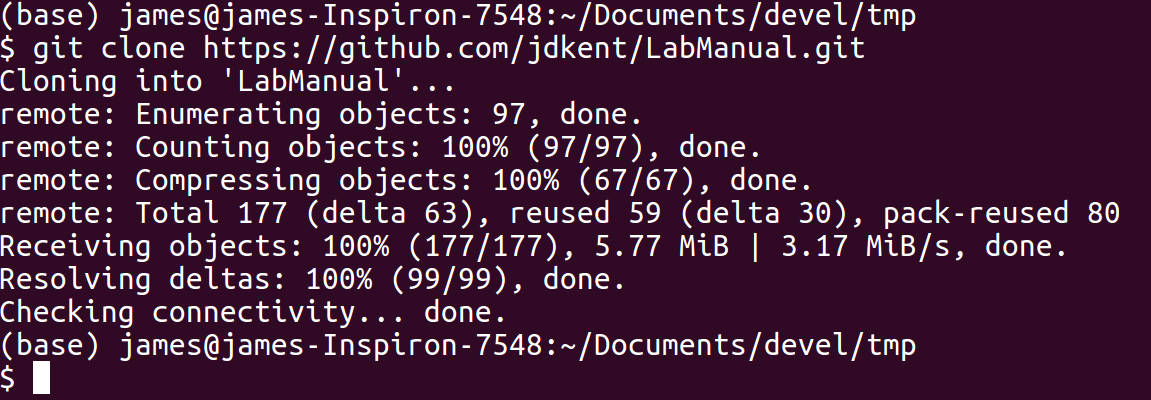 (base) james@james-Inspiron-7548:~/Documents/devel/tmp
$ git clone https://github.com/jdkent/LabManual.git
Cloning into 'LabManual'...
remote: Enumerating objects: 97, done.
remote: Counting objects: 100% (97/97), done.
remote: Compressing objects: 100% (67/67), done.
remote: Total 177 (delta 63), reused 59 (delta 30), pack-reused 80
Receiving objects: 100% (177/177), 5.77 MiB | 3.17 MiB/s, done.
Resolving deltas: 100% (99/99), done.
Checking connectivity... done.
(base) james@james-Inspiron-7548:~/Documents/devel/tmp
$